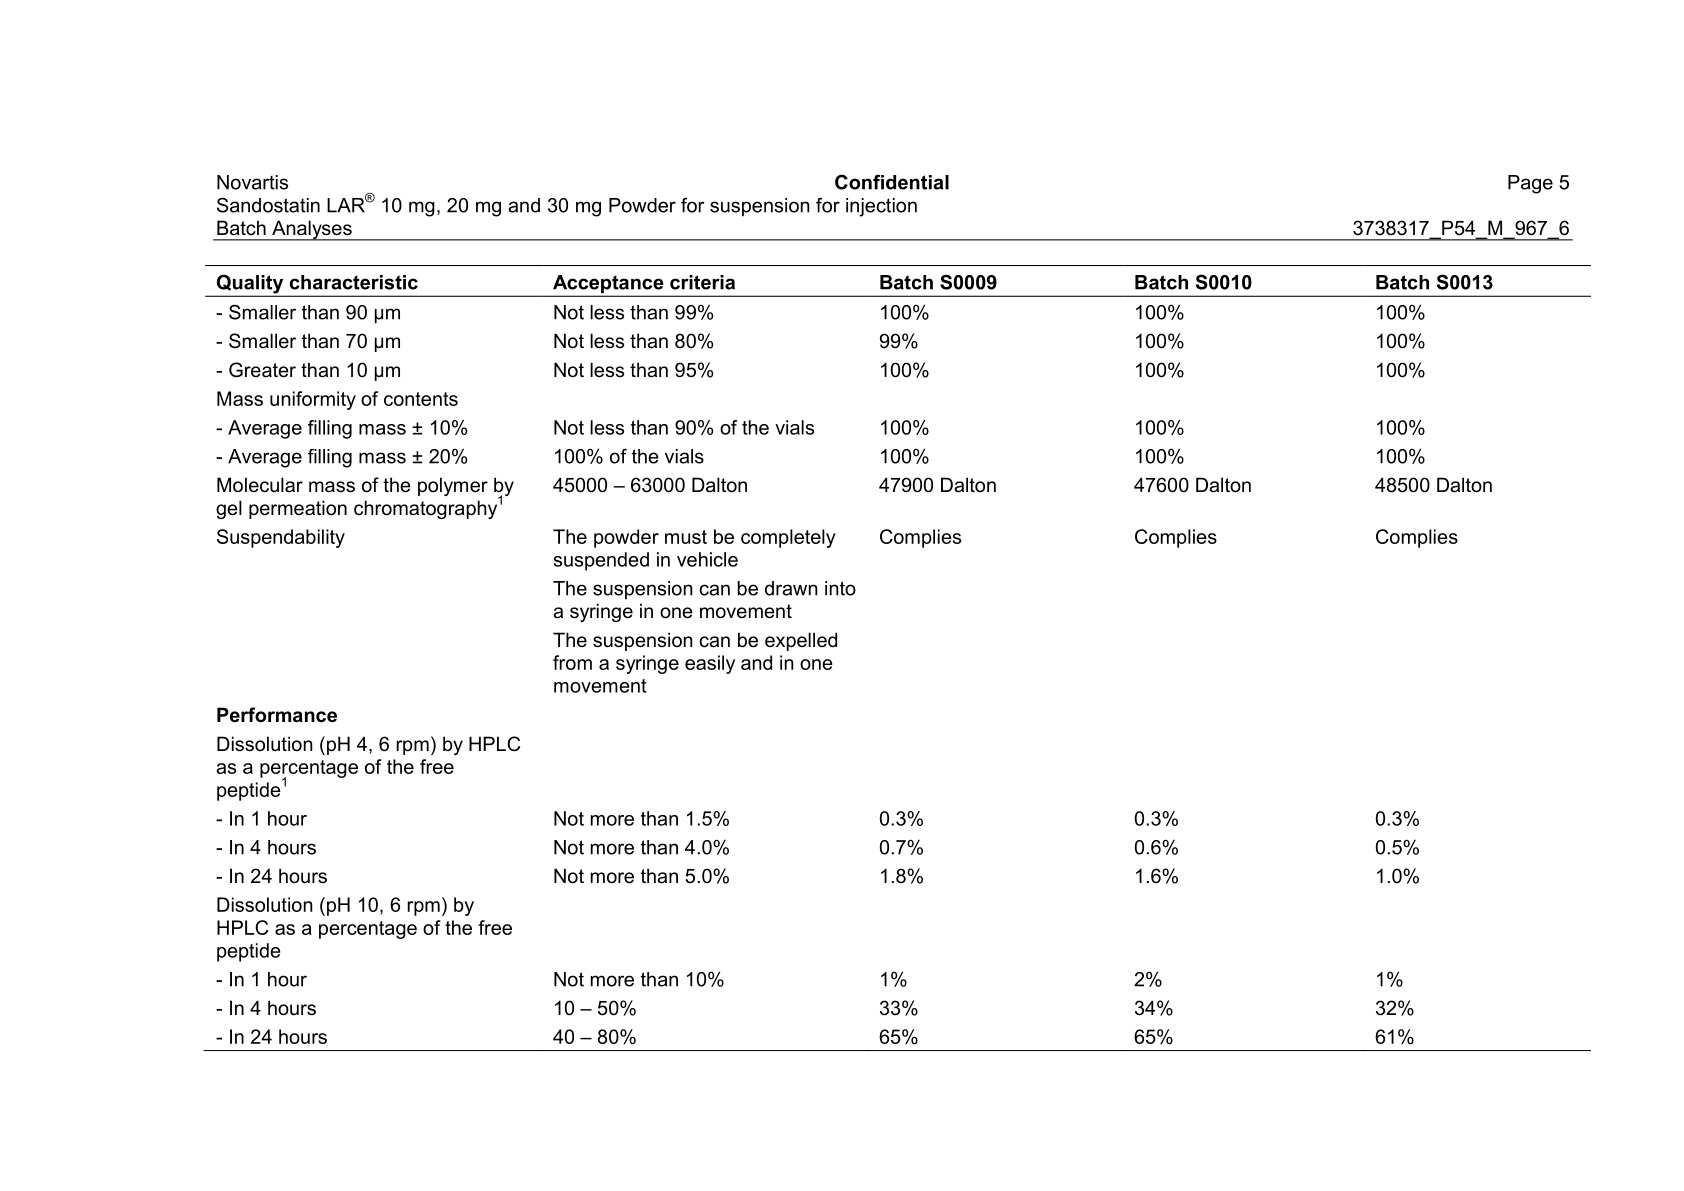 Novartis Confidential Page 5
Sandostatin LAR® 10 mg, 20 mg and 30 mg Powder for suspension for injection
Batch Analyses 3738317_P54_M_967_6
Quality characteristic Acceptance criteria Batch S0009 Batch S0010 Batch S0013
- Smaller than 90 µm Not less than 99% 100% 100% 100%
- Smaller than 70 µm Not less than 80% 99% 100% 100%
- Greater than 10 µm Not less than 95% 100% 100% 100%
Mass uniformity of contents
- Average filling mass ± 10% Not less than 90% of the vials 100% 100% 100%
- Average filling mass ± 20% 100% of the vials 100% 100% 100%
Molecular mass of the polymer by 45000 – 63000 Dalton 47900 Dalton 47600 Dalton 48500 Dalton
gel permeation chromatography1
Suspendability The powder must be completely Complies Complies Complies
suspended in vehicle
The suspension can be drawn into
a syringe in one movement
The suspension can be expelled
from a syringe easily and in one
movement
Performance
Dissolution (pH 4, 6 rpm) by HPLC
as a percentage of the free
peptide1
- In 1 hour Not more than 1.5% 0.3% 0.3% 0.3%
- In 4 hours Not more than 4.0% 0.7% 0.6% 0.5%
- In 24 hours Not more than 5.0% 1.8% 1.6% 1.0%
Dissolution (pH 10, 6 rpm) by
HPLC as a percentage of the free
peptide
- In 1 hour Not more than 10% 1% 2% 1%
- In 4 hours 10 – 50% 33% 34% 32%
- In 24 hours 40 – 80% 65% 65% 61%